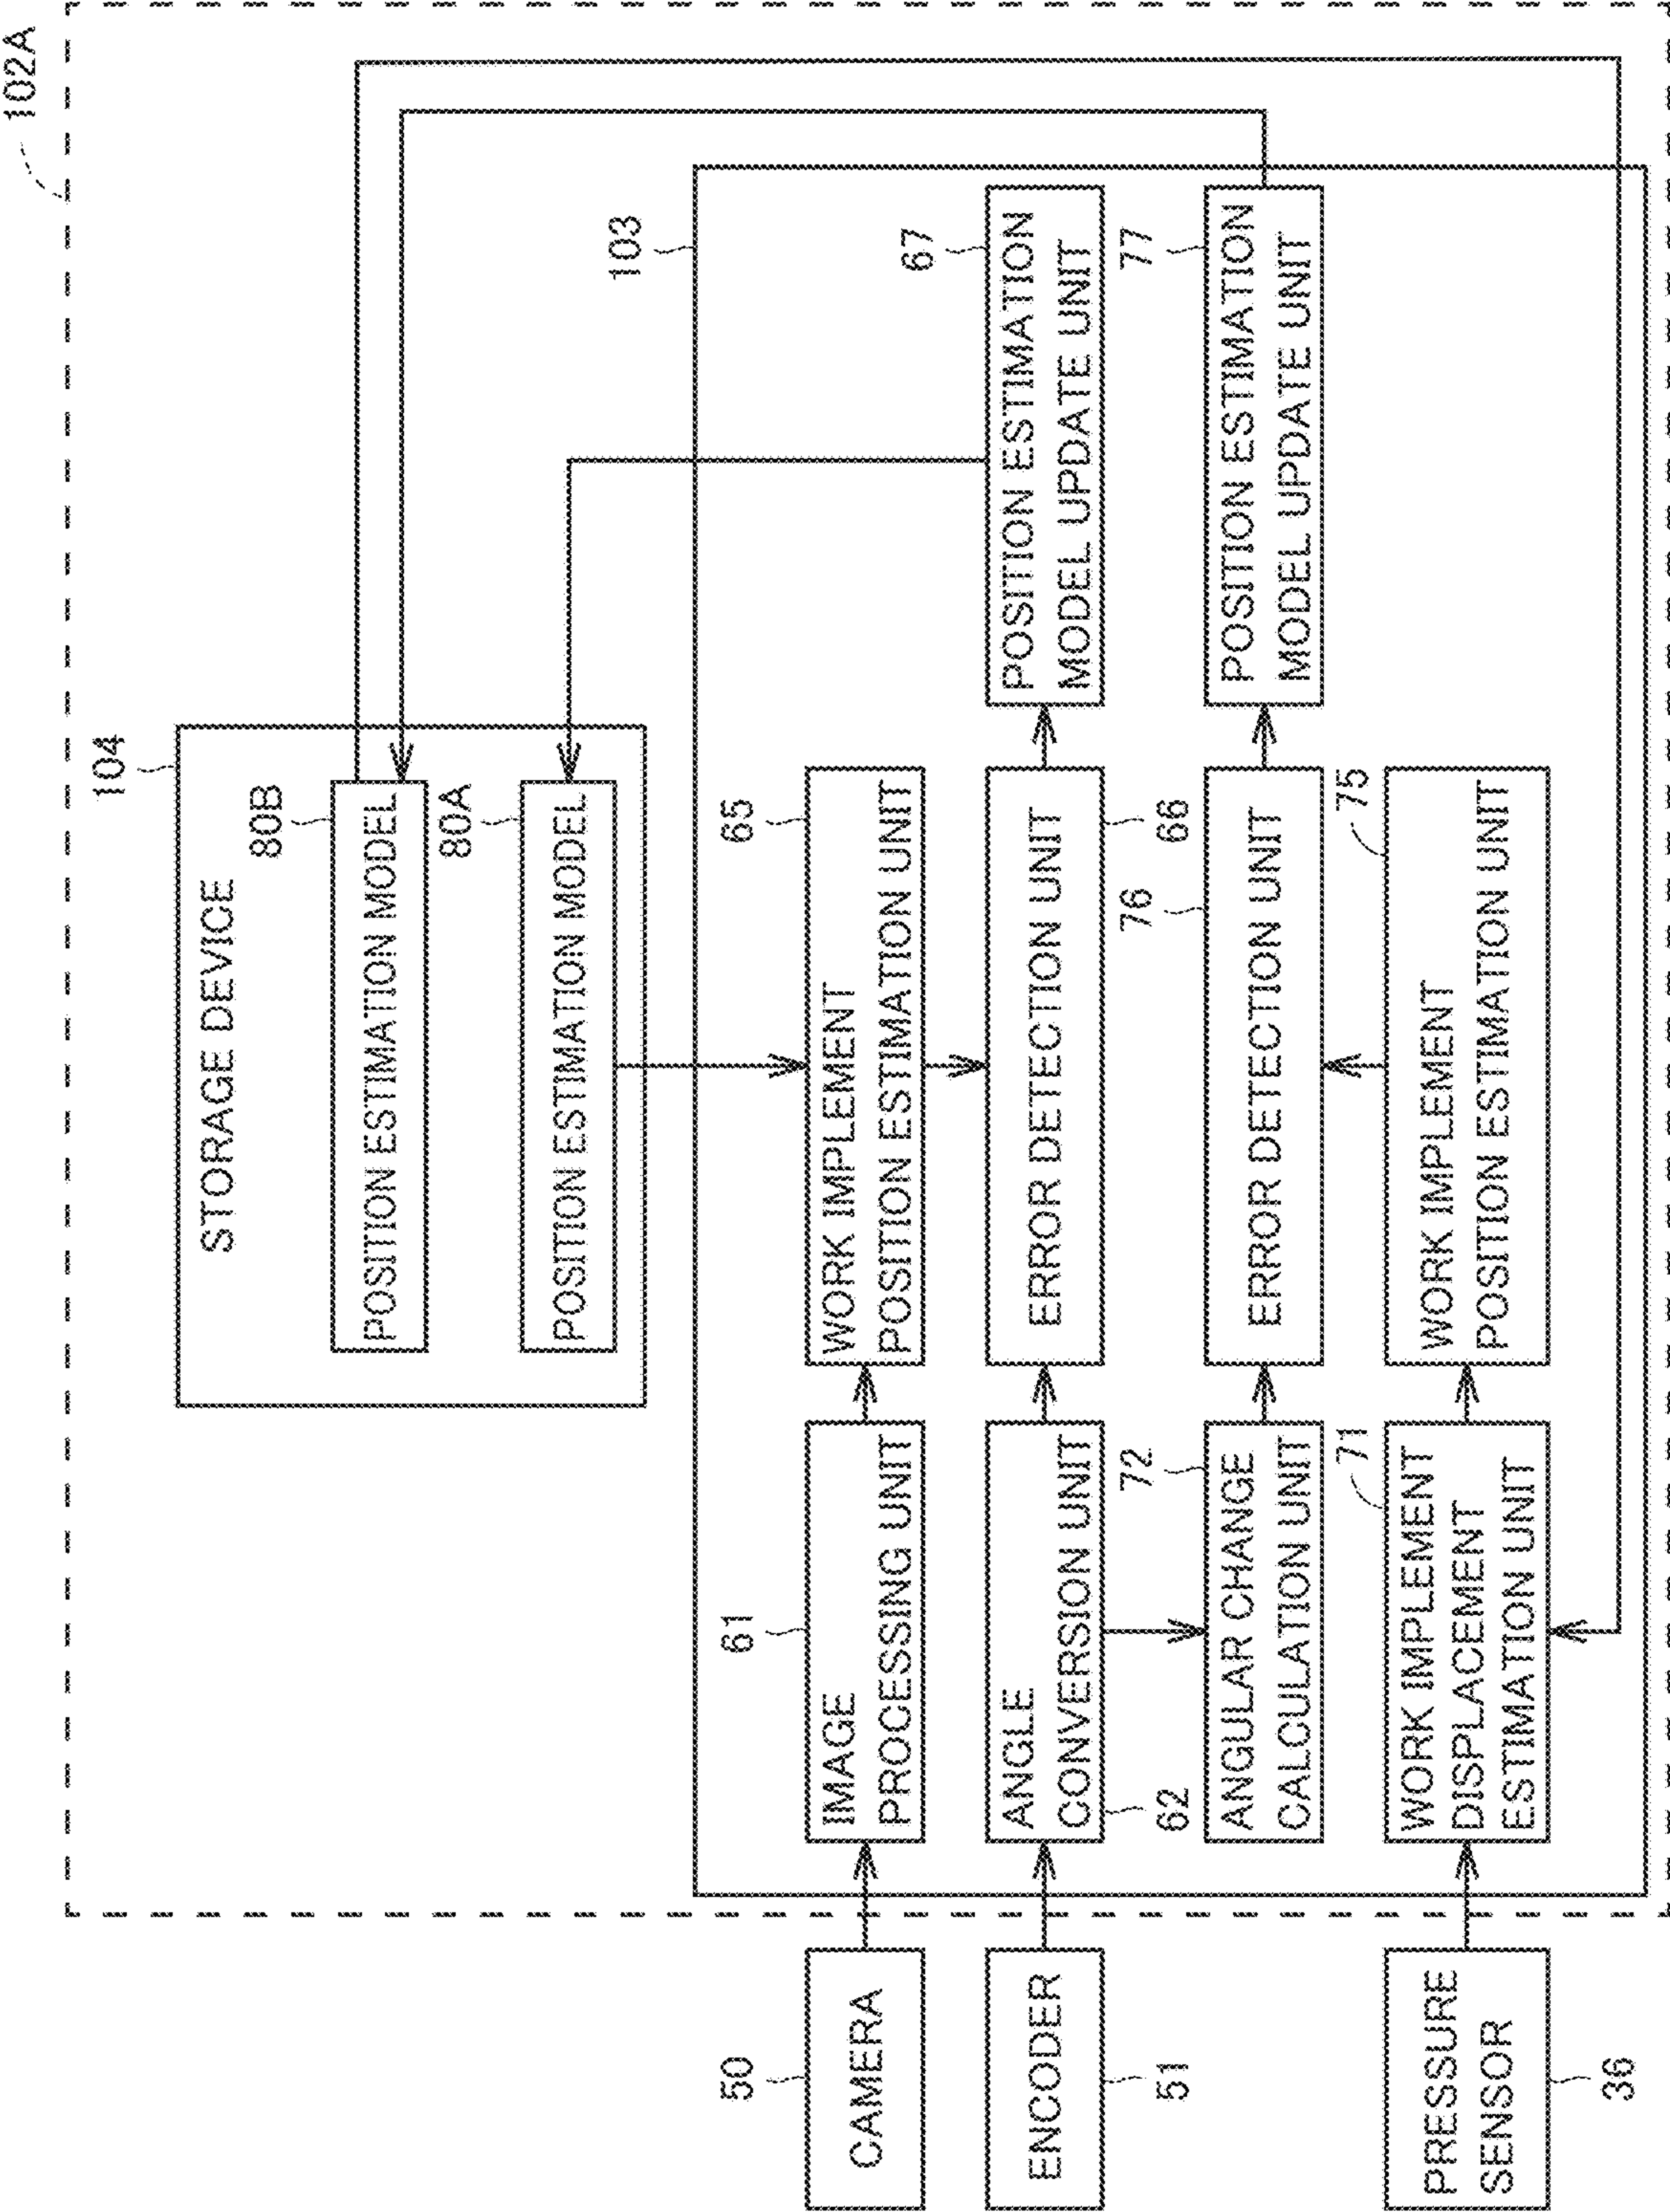 102A
104
STORAGE DEVICE
80B
POSITION ESTIMATION MODEL
80A
POSITION ESTIMATION MODEL
103
50
CAMERA
61
IMAGE
PROCESSING UNIT
65
WORK IMPLEMENT
POSITION ESTIMATION UNIT
ENCODER
51
ANGLE
CONVERSION UNIT
62
ERROR DETECTION UNIT
66
67
POSITION ESTIMATION
MODEL UPDATE UNIT
72
ANGULAR CHANGE
CALCULATION UNIT
76
ERROR DETECTION UNIT
77
POSITION ESTIMATION
MODEL UPDATE UNIT
PRESSURE
SENSOR
36
71
WORK IMPLEMENT
DISPLACEMENT
ESTIMATION UNIT
75
WORK IMPLEMENT
POSITION ESTIMATION UNIT